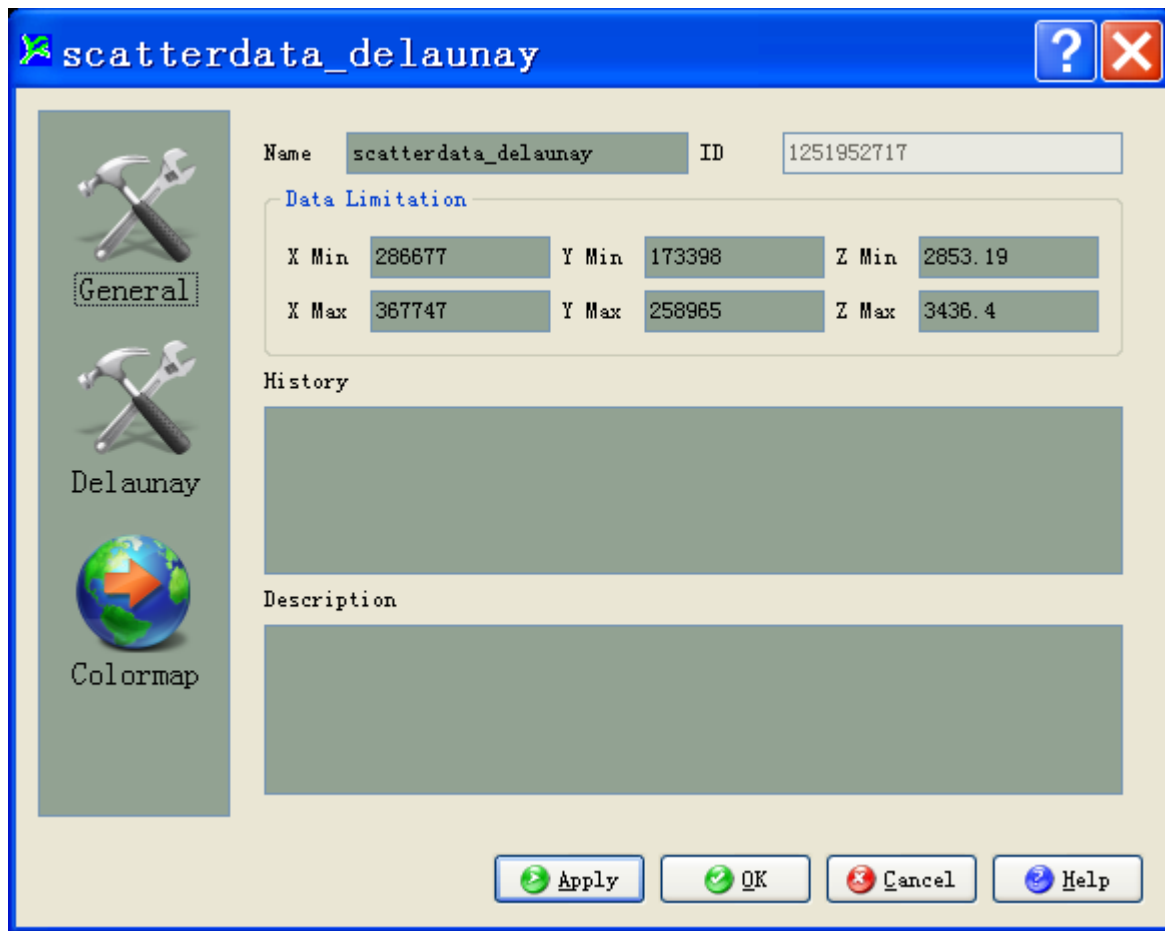 scatterdata_delaunay
General
Delaunay
Colormap
Name scatterdata_delaunay ID 1251952717
Data Limitation
X Min 286677 Y Min 173398 Z Min 2853.19
X Max 367747 Y Max 258965 Z Max 3436.4
History
Description
Apply OK Cancel Help